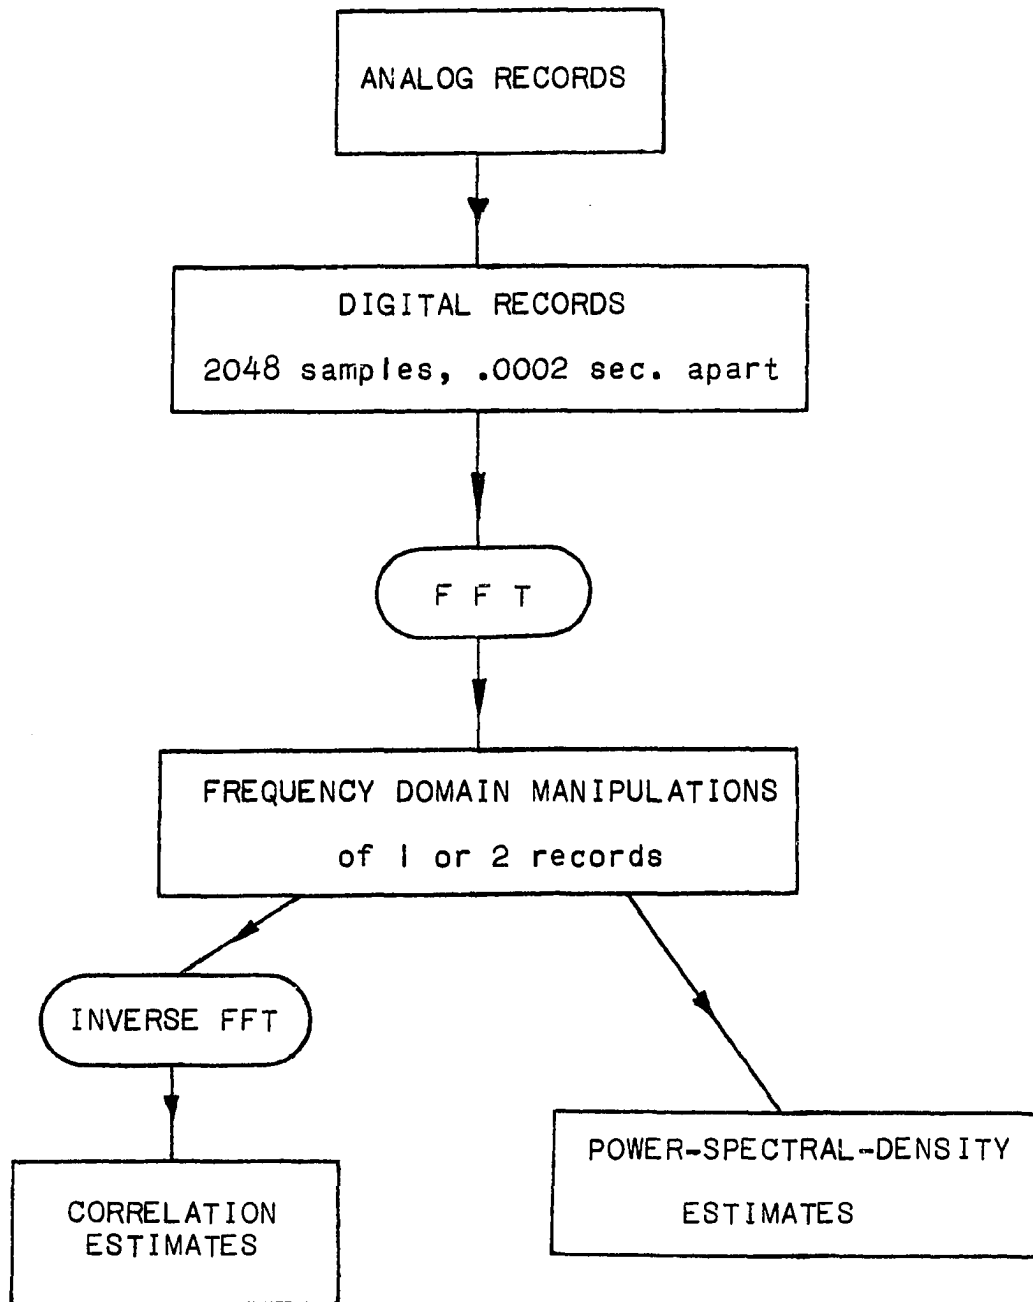 ANALOG RECORDS
DIGITAL RECORDS
2048 samples, .0002 sec. apart
F F T
FREQUENCY DOMAIN MANIPULATIONS
of 1 or 2 records
INVERSE FFT
POWER-SPECTRAL-DENSITY
ESTIMATES
CORRELATION
ESTIMATES